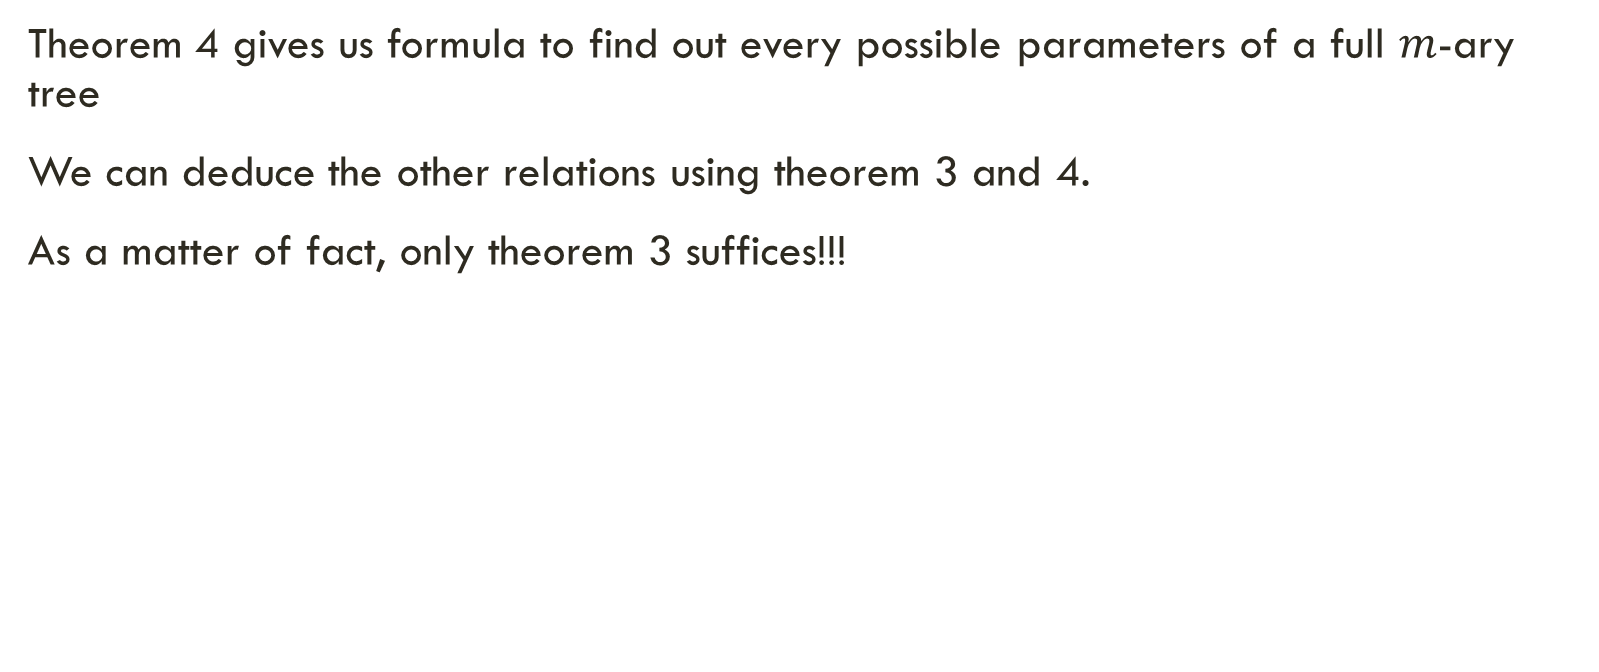 Theorem 4 gives us formula to find out every possible parameters of a full m-ary
tree
We can deduce the other relations using theorem 3 and 4.
As a matter of fact, only theorem 3 suffices!!!